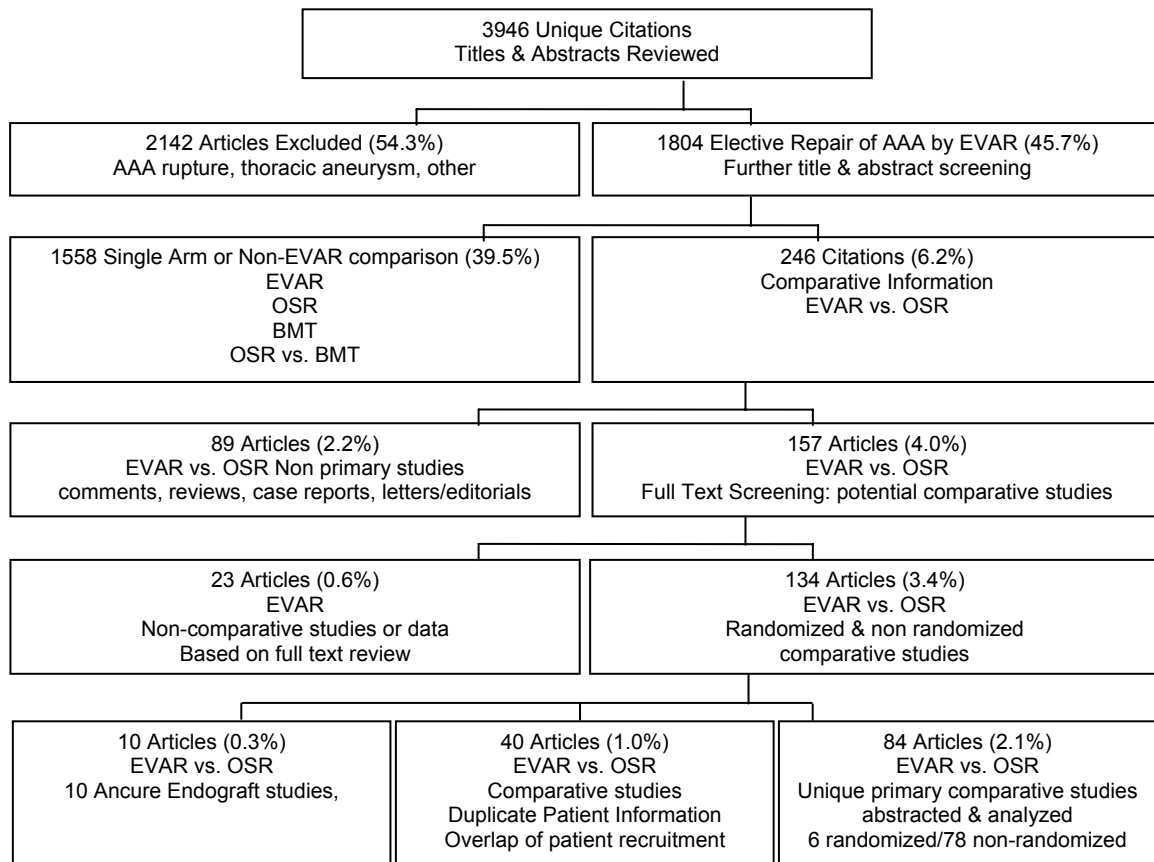 3946 Unique Citations
Titles & Abstracts Reviewed
2142 Articles Excluded (54.3%)
AAA rupture, thoracic aneurysm, other
1804 Elective Repair of AAA by EVAR (45.7%)
Further title & abstract screening
1558 Single Arm or Non-EVAR comparison (39.5%)
EVAR
OSR
BMT
OSR vs. BMT
246 Citations (6.2%)
Comparative Information
EVAR vs. OSR
89 Articles (2.2%)
EVAR vs. OSR Non primary studies
comments, reviews, case reports, letters/editorials
157 Articles (4.0%)
EVAR vs. OSR
Full Text Screening: potential comparative studies
23 Articles (0.6%)
EVAR
Non-comparative studies or data
Based on full text review
134 Articles (3.4%)
EVAR vs. OSR
Randomized & non randomized
comparative studies
10 Articles (0.3%)
EVAR vs. OSR
10 Ancure Endograft studies,
40 Articles (1.0%)
EVAR vs. OSR
Comparative studies
Duplicate Patient Information
Overlap of patient recruitment
84 Articles (2.1%)
EVAR vs. OSR
Unique primary comparative studies
abstracted & analyzed
6 randomized/78 non-randomized